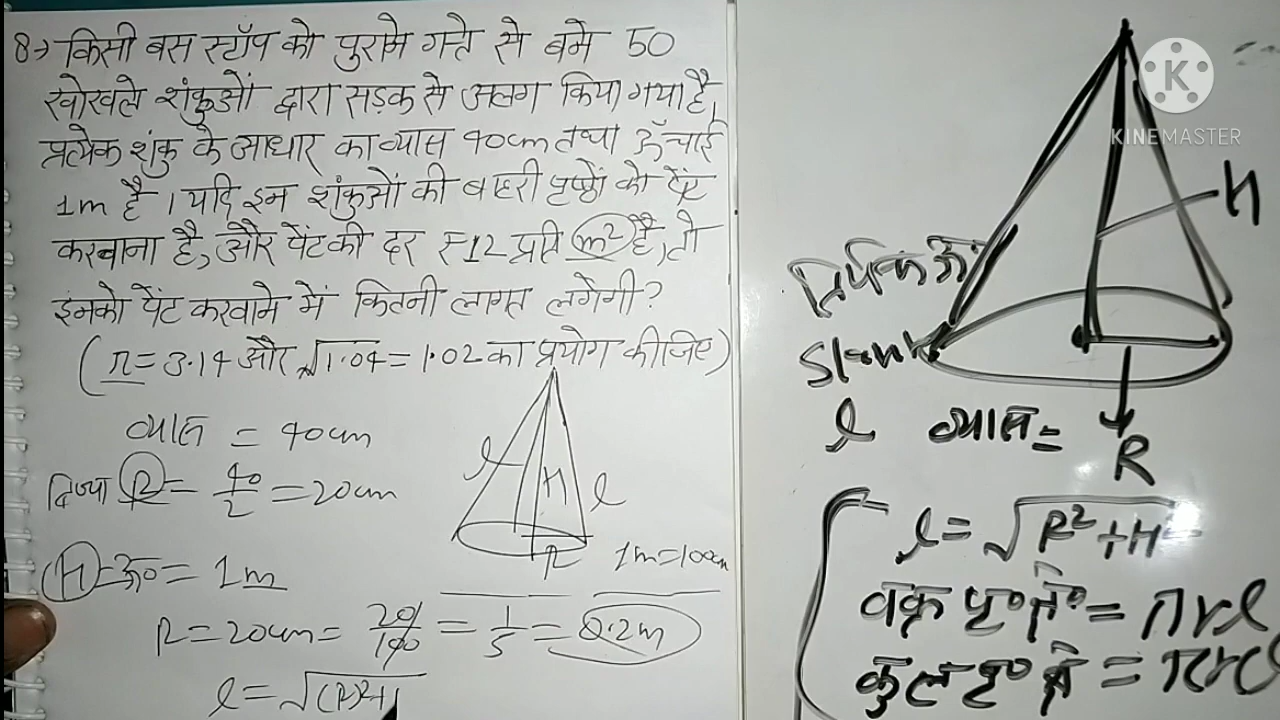 8→ किसी बस स्टॉप को पुराने गत्ते से बने 50
खोखले शंकुओं द्वारा सड़क से अलग किया गया है,
प्रत्येक शंकु के आधार का व्यास 40cm तथा ऊँचाई
1m है। यदि इन शंकुओं की बाहरी पृष्ठों को पेंट
करवाना है, और पेंट की दर ₹12 प्रति m² है, तो
इनको पेंट करवाने में कितनी लागत लगेगी?
(π=3.14 और √1.04=1.02 का प्रयोग कीजिए)
व्यास = 40cm
त्रिज्या R = 40/2 = 20cm
l H l
R 1m=100cm
(H) ऊँ० = 1m
R=20cm = 20/100 = 1/5 = 0.2m
l = √(R)²+
KINEMASTER
H
तिर्यक ऊँ
Slant
l व्यास =
R
l = √R²+H²
वक्र पृ० क्षे० = πrl
कुल पृ० क्षे = πr(